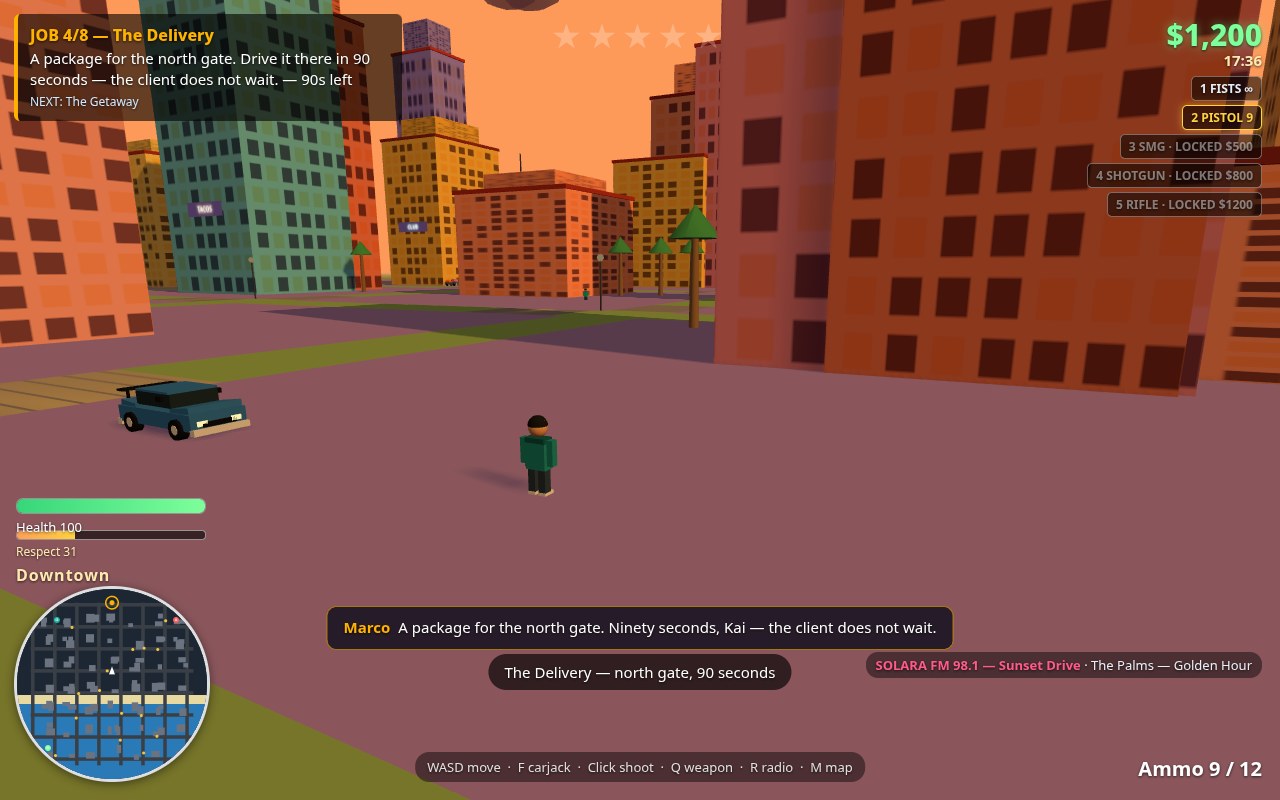 JOB 4/8 — The Delivery
A package for the north gate. Drive it there in 90
seconds — the client does not wait. — 90s left
NEXT: The Getaway
$1,200
17:36
1 FISTS ∞
2 PISTOL 9
3 SMG · LOCKED $500
4 SHOTGUN · LOCKED $800
5 RIFLE · LOCKED $1200
TACOS
CLUB
Health 100
Respect 31
Downtown
Marco A package for the north gate. Ninety seconds, Kai — the client does not wait.
The Delivery — north gate, 90 seconds
SOLARA FM 98.1 — Sunset Drive · The Palms — Golden Hour
WASD move · F carjack · Click shoot · Q weapon · R radio · M map
Ammo 9 / 12